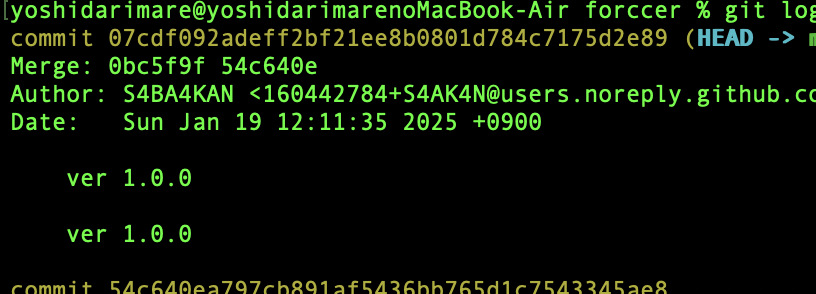 [yoshidarimare@yoshidarimarenoMacBook-Air forccer % git log
commit 07cdf092adeff2bf21ee8b0801d784c7175d2e89 (HEAD ->
Merge: 0bc5f9f 54c640e
Author: S4BA4KAN <160442784+S4AK4N@users.noreply.github.co
Date:   Sun Jan 19 12:11:35 2025 +0900
ver 1.0.0
ver 1.0.0
commit 54c640ea797cb891af5436bb765d1c7543345ae8